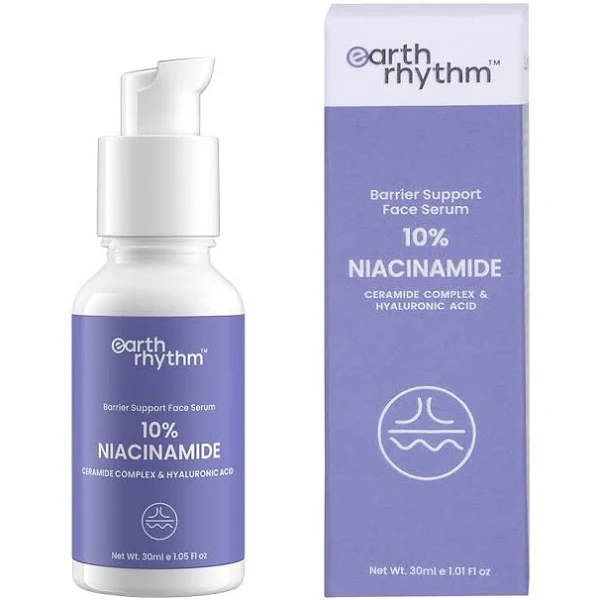 earth
rhythm™
Barrier Support Face Serum
10%
NIACINAMIDE
CERAMIDE COMPLEX & HYALURONIC ACID
Net Wt. 30ml e 1.05 Fl oz
earth
rhythm™
Barrier Support
Face Serum
10%
NIACINAMIDE
CERAMIDE COMPLEX &
HYALURONIC ACID
Net Wt. 30ml e 1.01 Fl oz